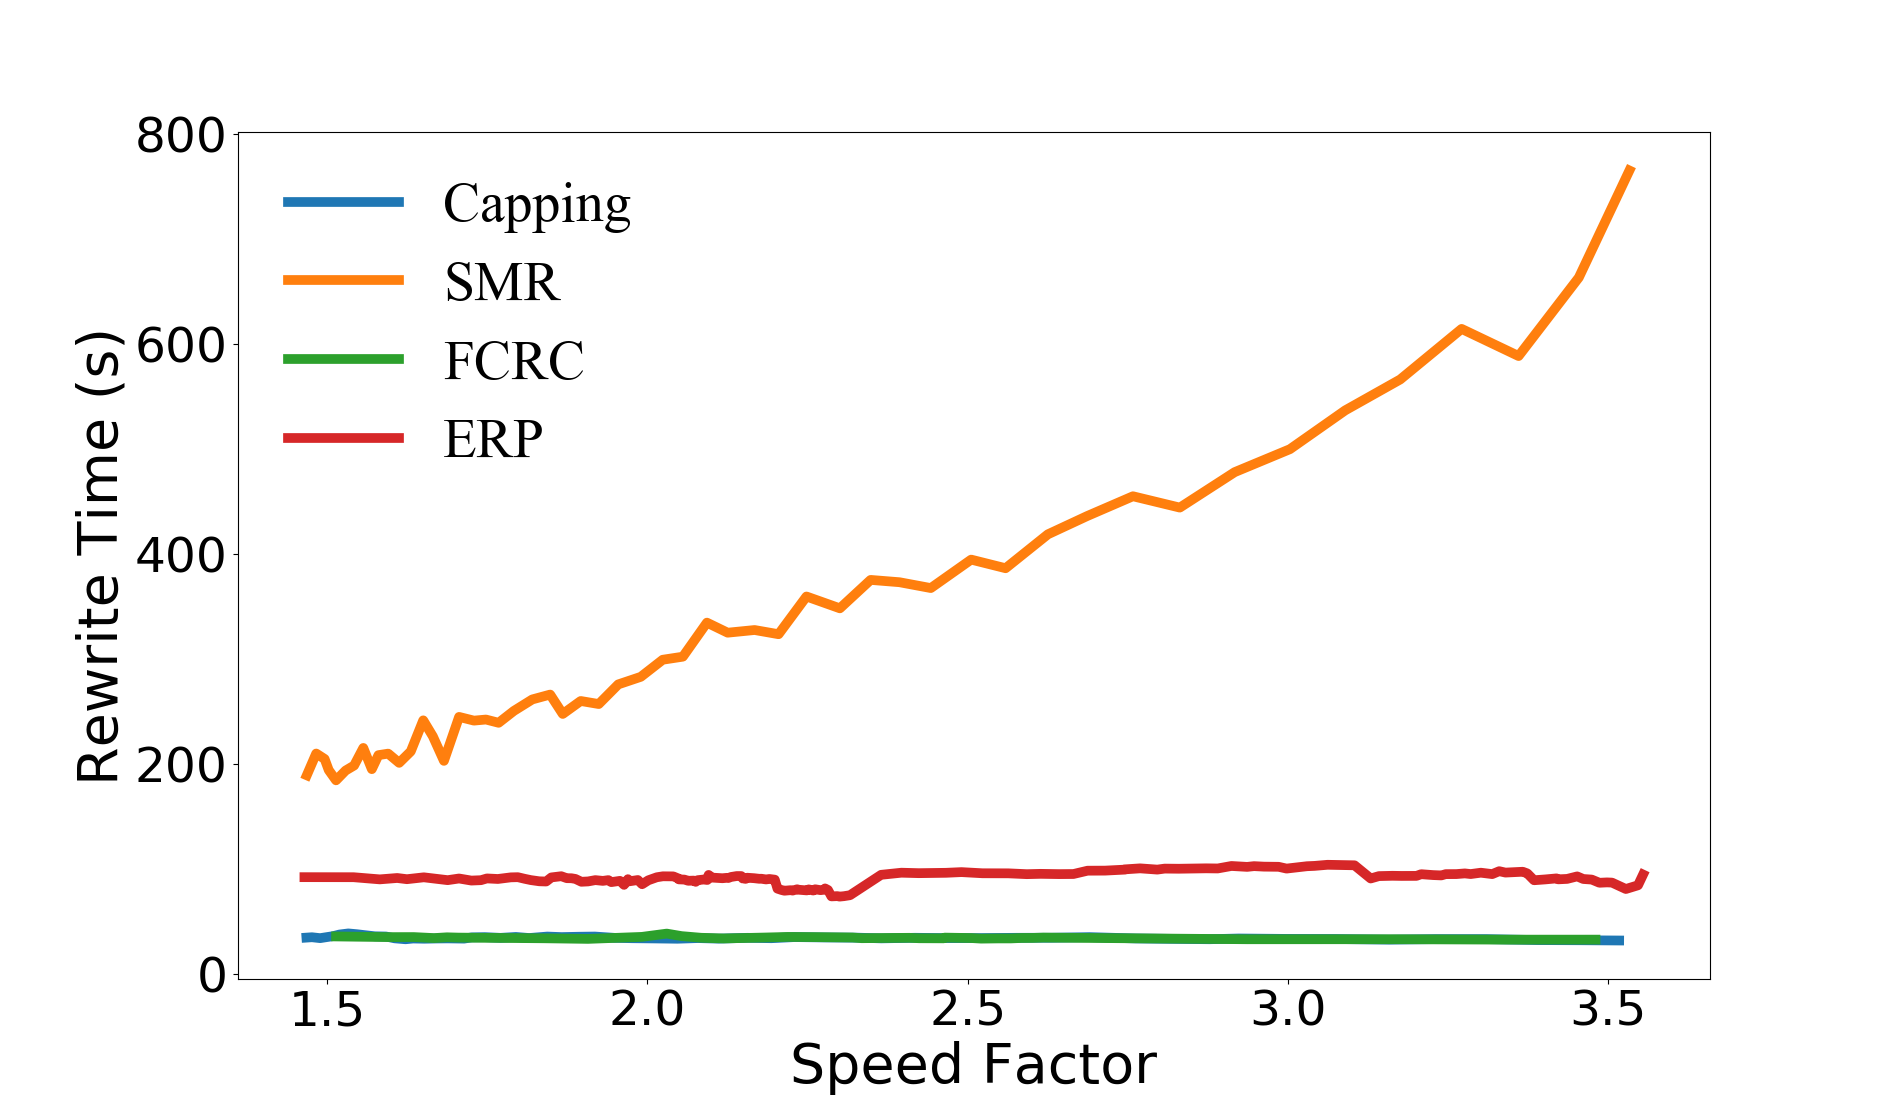 800
600
400
200
0
Rewrite Time (s)
Capping
SMR
FCRC
ERP
1.5 2.0 2.5 3.0 3.5
Speed Factor